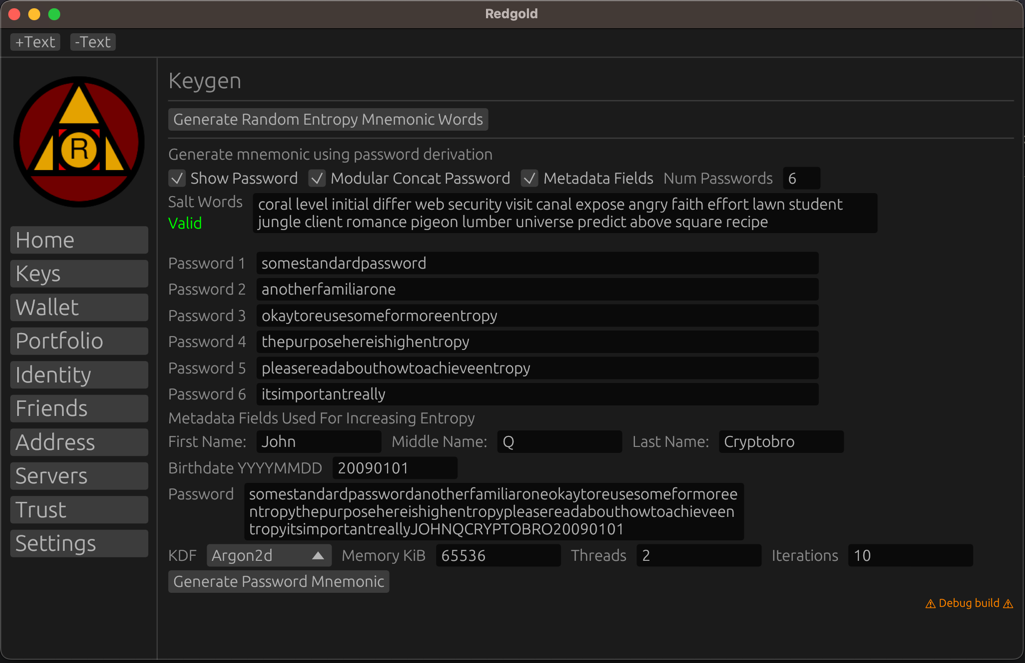 Redgold
+Text -Text
R
Home
Keys
Wallet
Portfolio
Identity
Friends
Address
Servers
Trust
Settings
Keygen
Generate Random Entropy Mnemonic Words
Generate mnemonic using password derivation
Show Password Modular Concat Password Metadata Fields Num Passwords 6
Salt Words
Valid
coral level initial differ web security visit canal expose angry faith effort lawn student
jungle client romance pigeon lumber universe predict above square recipe
Password 1 somestandardpassword
Password 2 anotherfamiliarone
Password 3 okaytoreusesomeformoreentropy
Password 4 thepurposehereishighentropy
Password 5 pleasereadabouthowtoachieveentropy
Password 6 itsimportantreally
Metadata Fields Used For Increasing Entropy
First Name: John Middle Name: Q Last Name: Cryptobro
Birthdate YYYYMMDD 20090101
Password somestandardpasswordanotherfamiliaroneokaytoreusesomeformoree
ntropythepurposehereishighentropypleasereadabouthowtoachieveen
tropyitsimportantreallyJOHNQCRYPTOBRO20090101
KDF Argon2d Memory KiB 65536 Threads 2 Iterations 10
Generate Password Mnemonic
⚠ Debug build ⚠